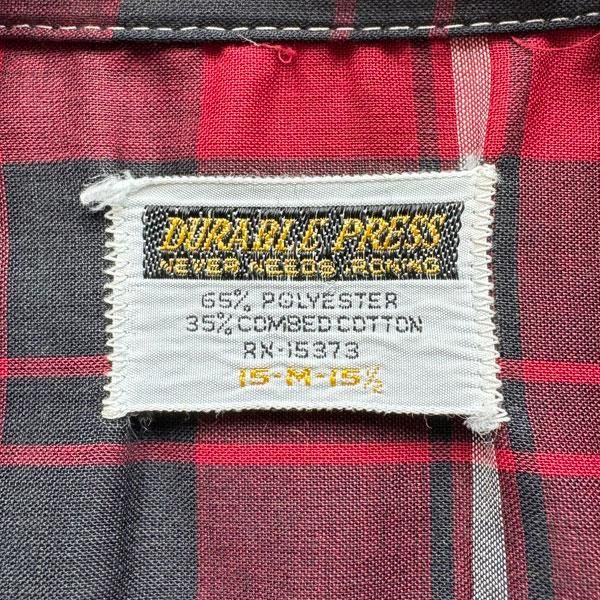 DURABLE PRESS
NEVER NEEDS IRONING
65% POLYESTER
35% COMBED COTTON
RN-15373
15-M-15½